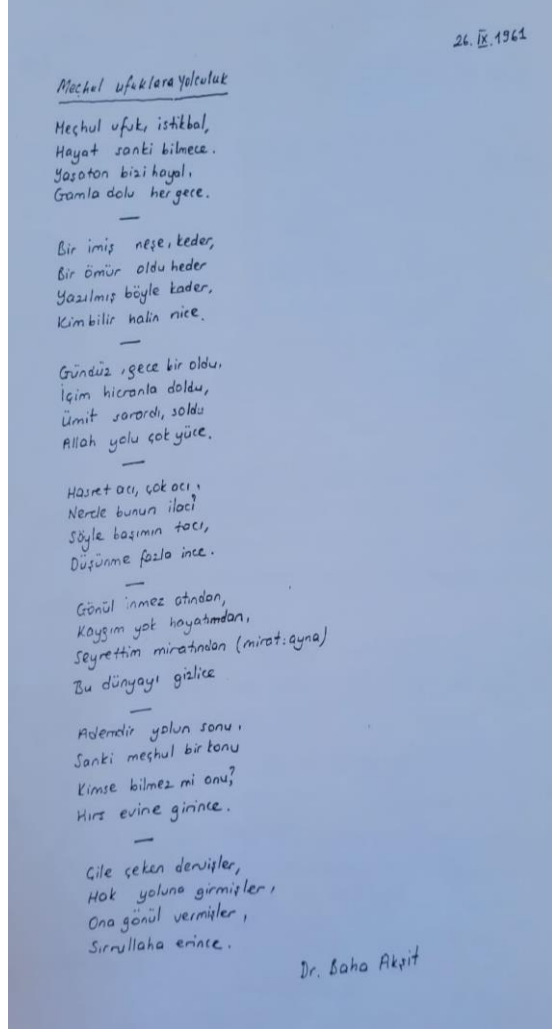 26.IX.1961
Meçhul ufuklara yolculuk
Meçhul ufuk, istikbal,
Hayat sanki bilmece.
Yaşatan bizi hayal,
Gamla dolu her gece.
Bir imiş neşe, keder,
Bir ömür oldu heder
Yazılmış böyle kader,
Kimbilir halin nice.
Gündüz, gece bir oldu,
İçim hicranla doldu,
Ümit sarardı, soldu
Allah yolu çok yüce.
Hasret acı, çok acı,
Nerde bunun ilacı?
Söyle başımın tacı,
Düşünme fazla ince.
Gönül inmez atından,
Kaygım yok hayatımdan,
Seyrettim miratından (mirat:ayna)
Bu dünyayı gizlice
Ademdir yolun sonu,
Sanki meçhul bir konu
Kimse bilmez mi onu?
Hırs evine girince.
Çile çeken dervişler,
Hak yoluna girmişler,
Ona gönül vermişler,
Sırrullaha erince.
Dr. Baha Akşit